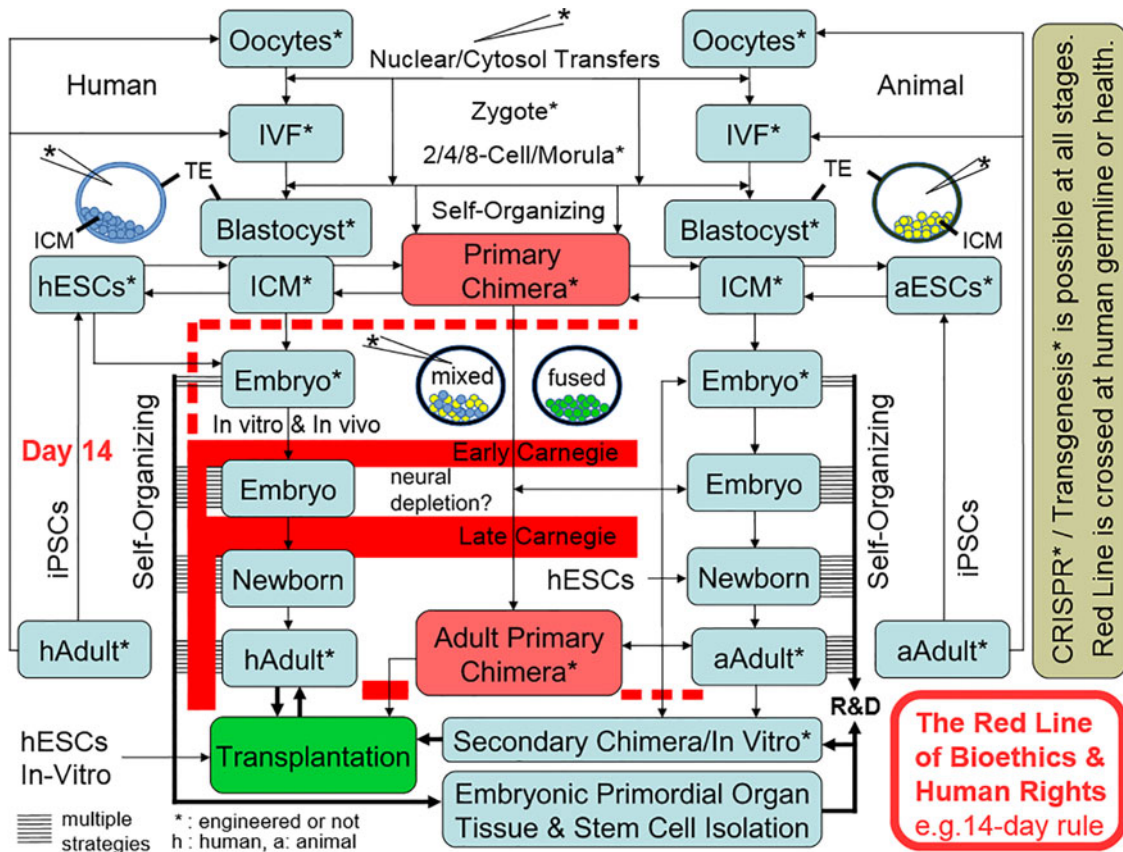 Oocytes*
*
Oocytes*
Nuclear/Cytosol Transfers
Human
Animal
Zygote*
IVF*
IVF*
2/4/8-Cell/Morula*
*
TE
TE
*
Self-Organizing
ICM
Blastocyst*
Blastocyst*
ICM
Primary
Chimera*
hESCs*
ICM*
ICM*
aESCs*
*
Embryo*
mixed
fused
Embryo*
In vitro & In vivo
Day 14
Early Carnegie
Embryo
neural
depletion?
Embryo
Self-Organizing
Self-Organizing
iPSCs
iPSCs
Late Carnegie
Newborn
hESCs
Newborn
hAdult*
hAdult*
Adult Primary
Chimera*
aAdult*
aAdult*
R&D
hESCs
In-Vitro
Transplantation
Secondary Chimera/In Vitro*
Embryonic Primordial Organ
Tissue & Stem Cell Isolation
multiple
strategies
* : engineered or not
h : human, a: animal
CRISPR* / Transgenesis* is possible at all stages.
Red Line is crossed at human germline or health.
The Red Line
of Bioethics &
Human Rights
e.g.14-day rule